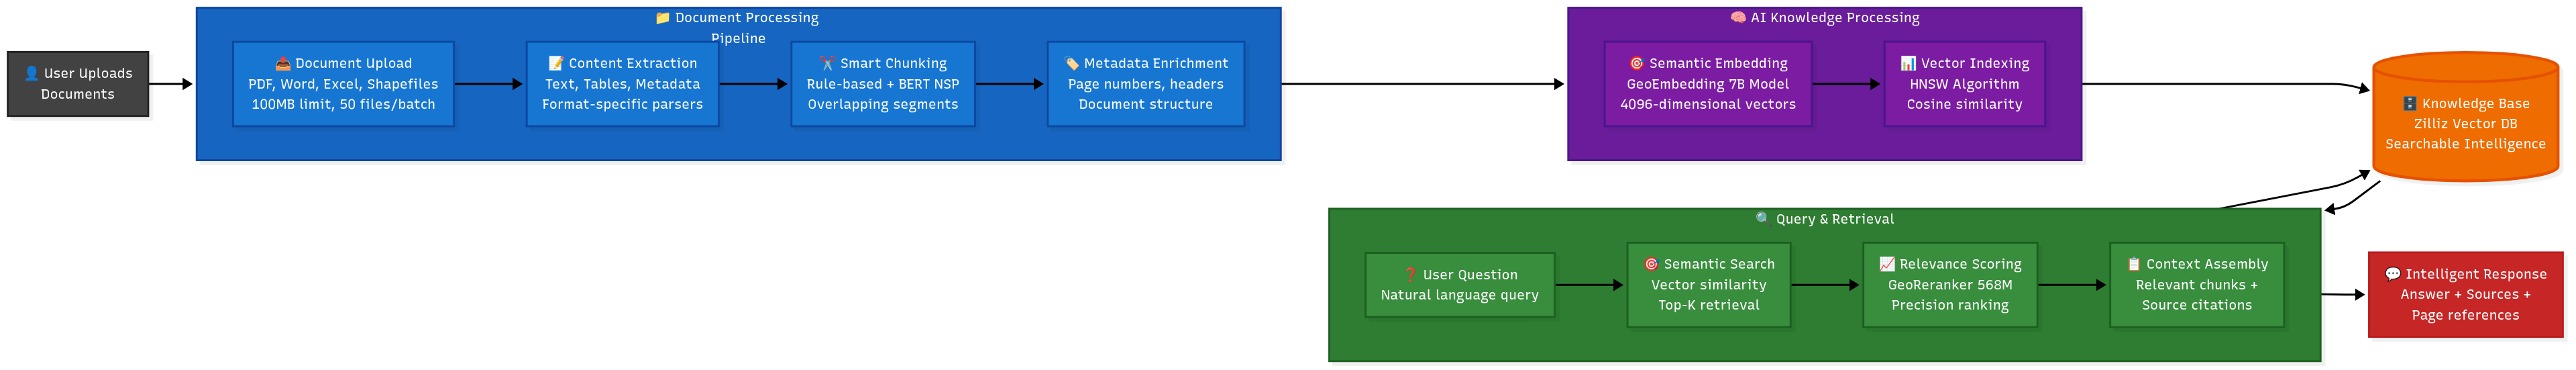 👤 User Uploads
Documents
📁 Document Processing
Pipeline
📤 Document Upload
PDF, Word, Excel, Shapefiles
100MB limit, 50 files/batch
📝 Content Extraction
Text, Tables, Metadata
Format-specific parsers
✂️ Smart Chunking
Rule-based + BERT NSP
Overlapping segments
🏷️ Metadata Enrichment
Page numbers, headers
Document structure
🧠 AI Knowledge Processing
🎯 Semantic Embedding
GeoEmbedding 7B Model
4096-dimensional vectors
📊 Vector Indexing
HNSW Algorithm
Cosine similarity
🗄️ Knowledge Base
Zilliz Vector DB
Searchable Intelligence
🔍 Query & Retrieval
❓ User Question
Natural language query
🎯 Semantic Search
Vector similarity
Top-K retrieval
📈 Relevance Scoring
GeoReranker 568M
Precision ranking
📋 Context Assembly
Relevant chunks +
Source citations
💬 Intelligent Response
Answer + Sources +
Page references